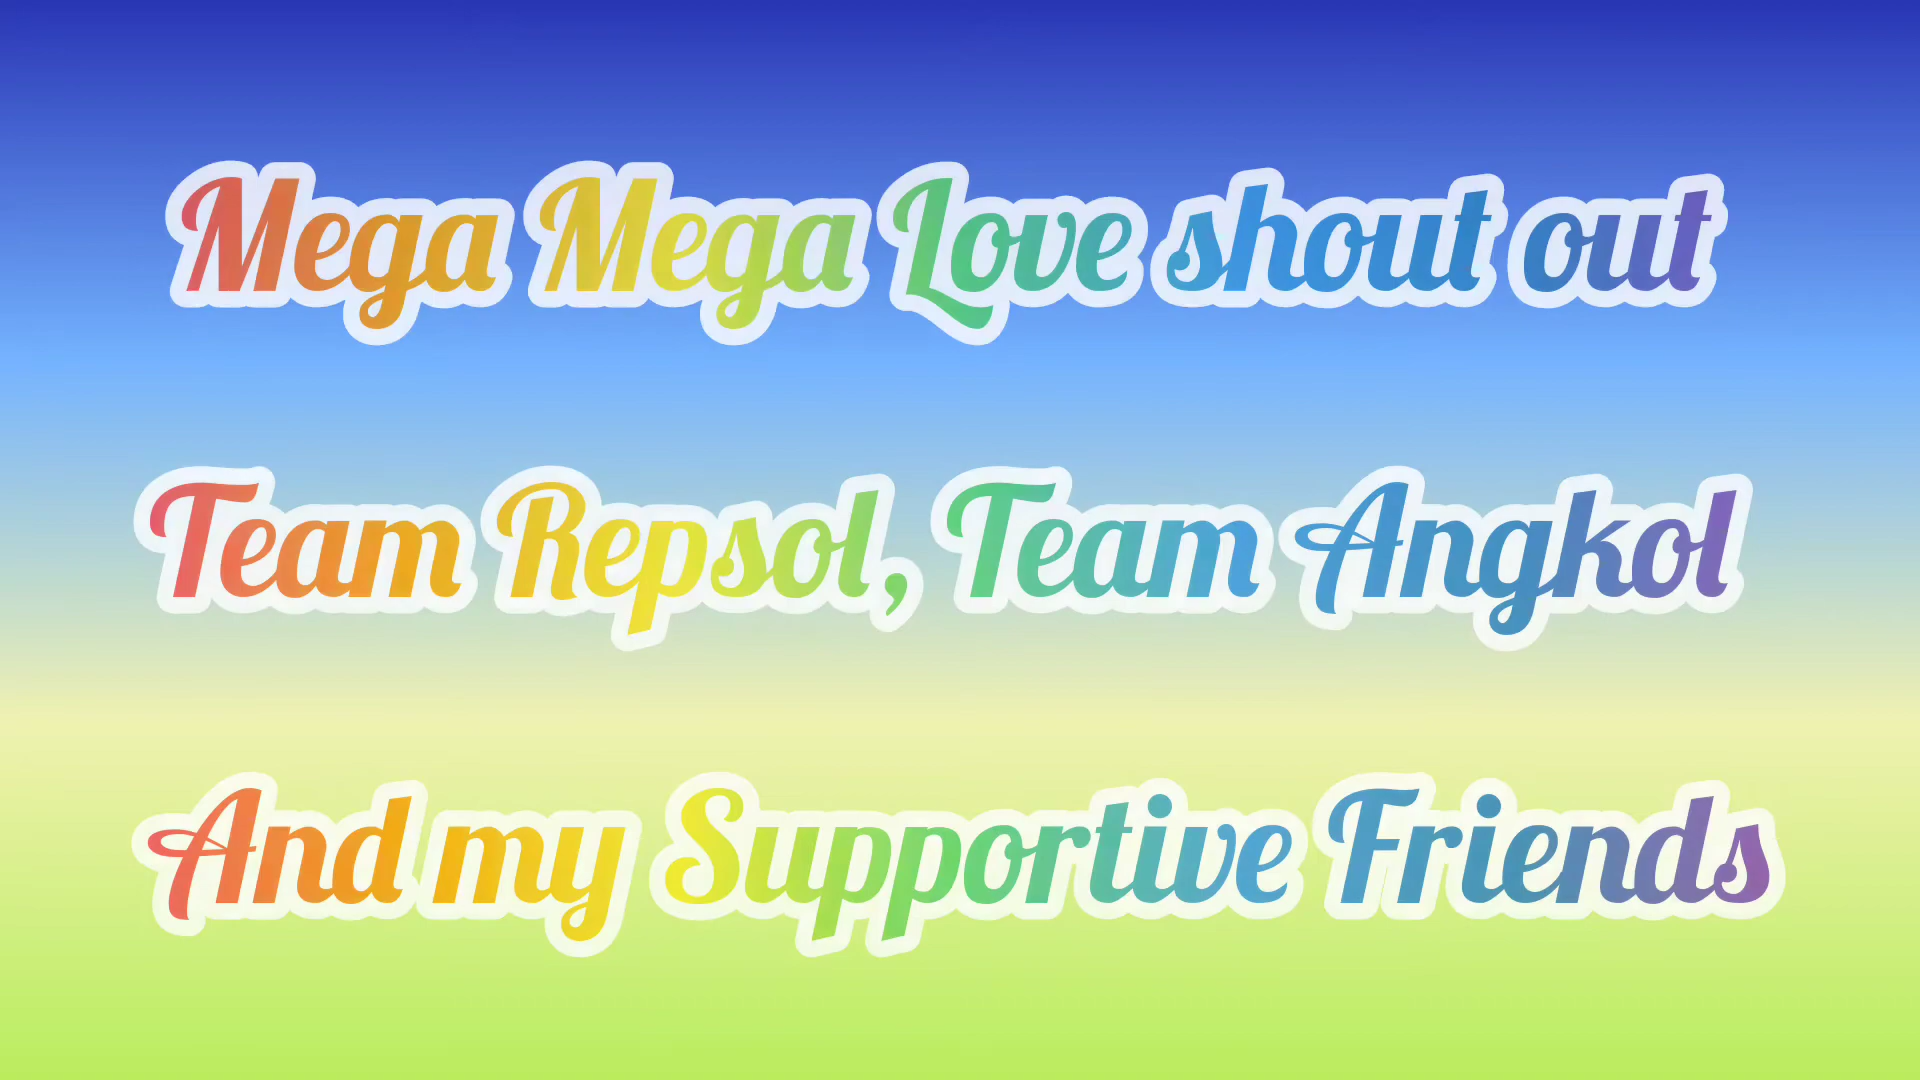 Mega Mega Love shout out
Team Repsol, Team Angkol
And my Supportive Friends